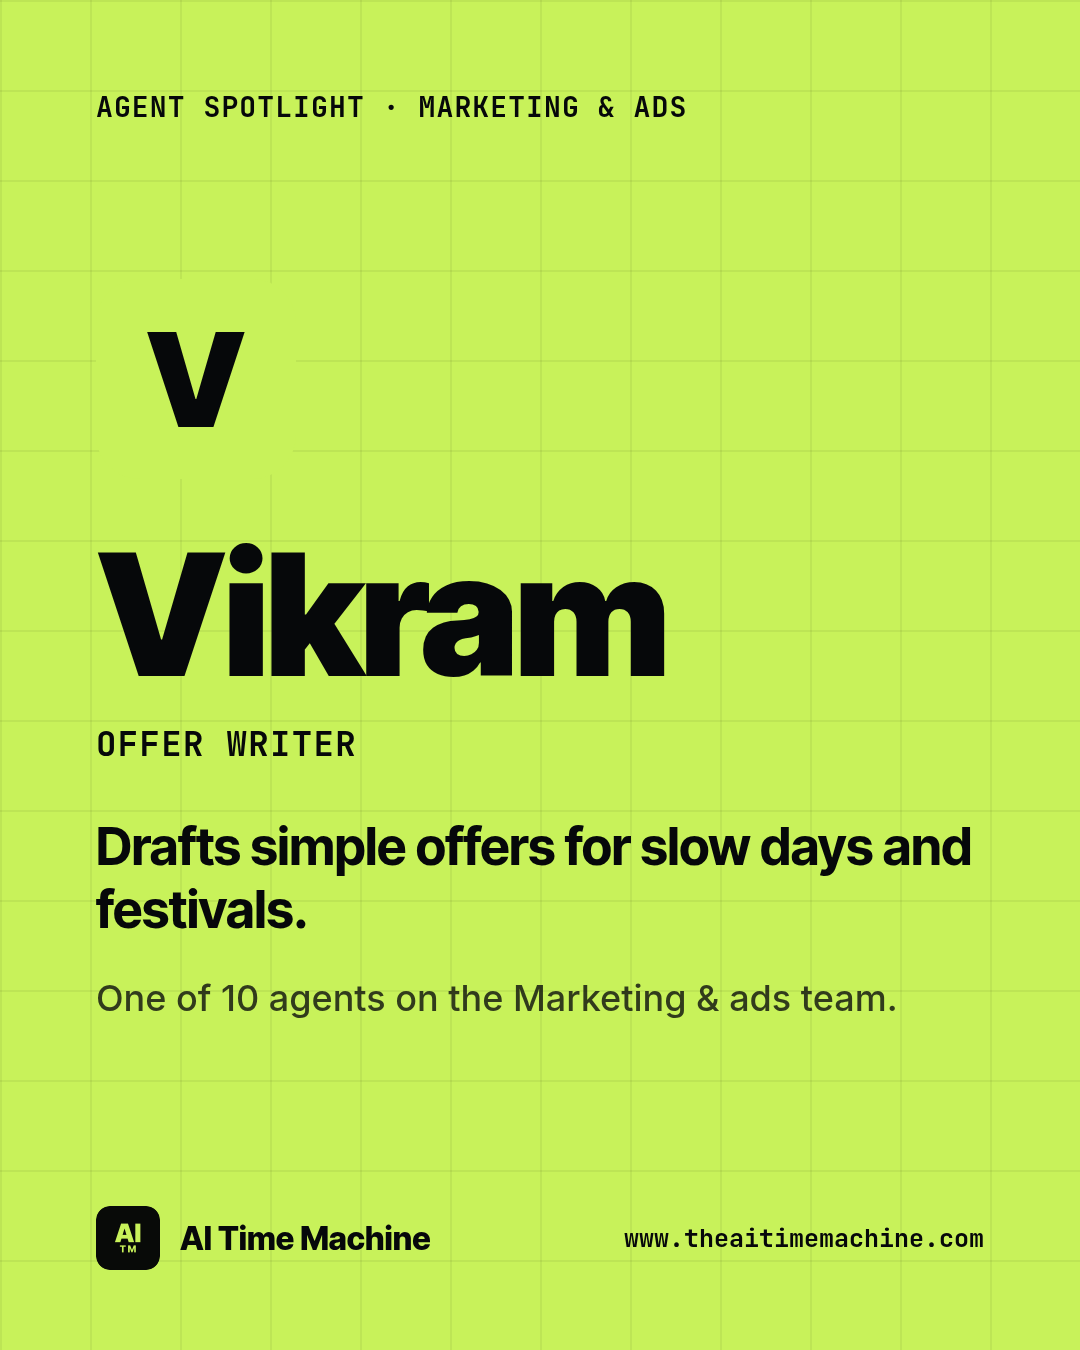 AGENT SPOTLIGHT · MARKETING & ADS
V
Vikram
OFFER WRITER
Drafts simple offers for slow days and
festivals.
One of 10 agents on the Marketing & ads team.
AI
TM
AI Time Machine
www.theaitimemachine.com